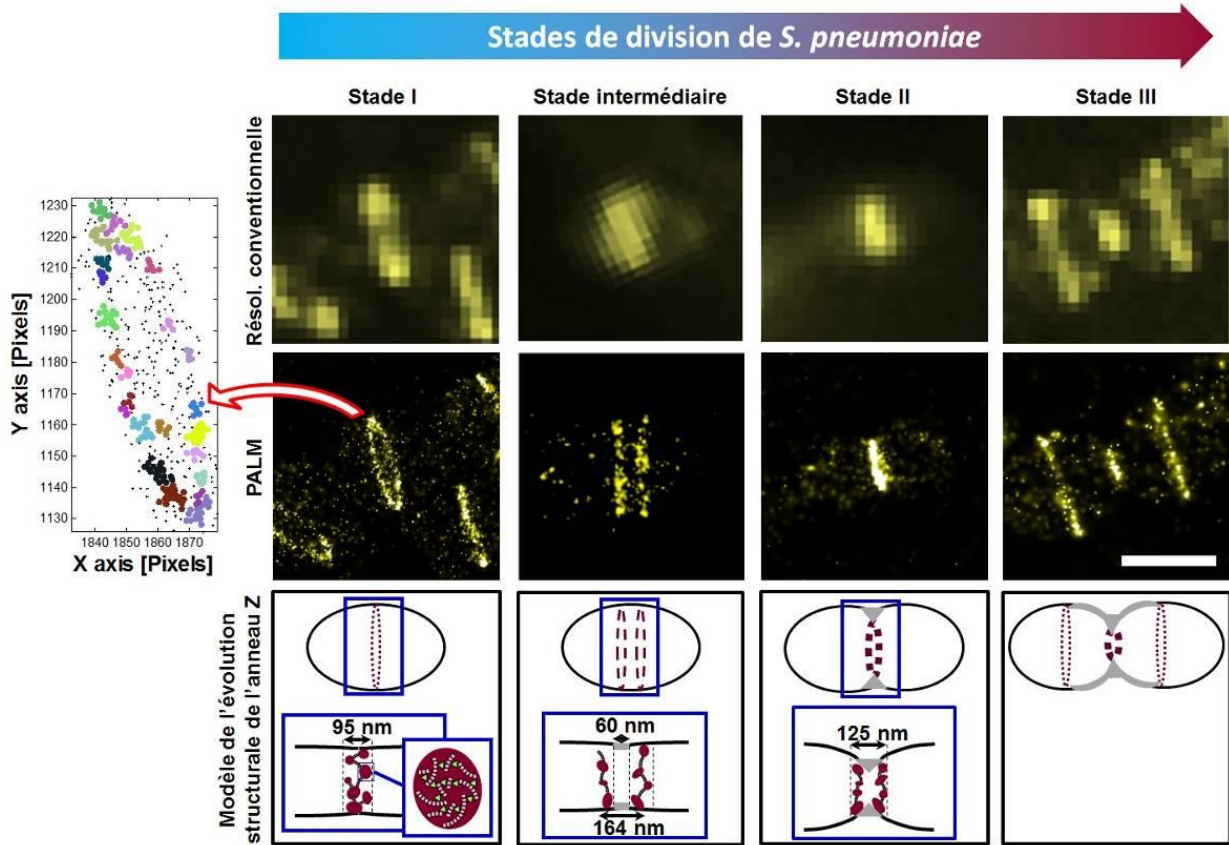 Stades de division de S. pneumoniae
Stade I
Stade intermédiaire
Stade II
Stade III
Résol. conventionnelle
Y axis [Pixels]
1230
1220
1210
1200
1190
1180
1170
1160
1150
1140
1130
1840 1850 1860 1870
X axis [Pixels]
PALM
Modèle de l'évolution
structurale de l'anneau Z
95 nm
60 nm
164 nm
125 nm